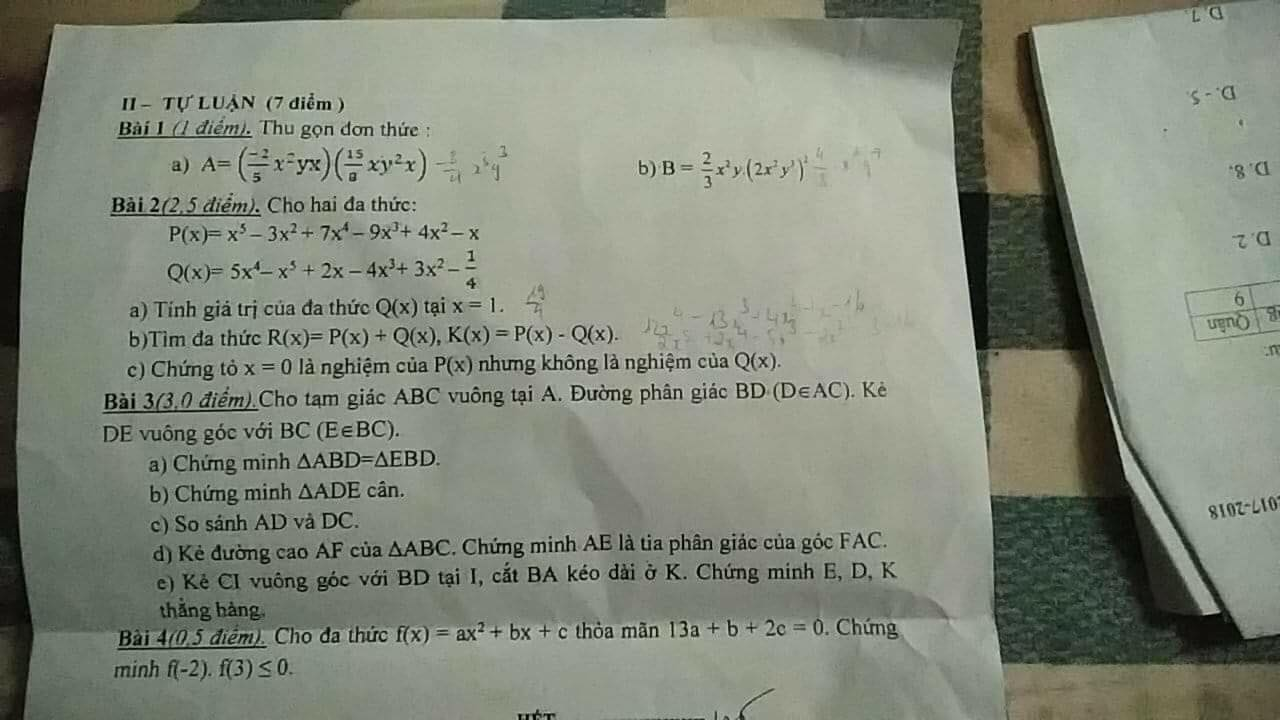 II – TỰ LUẬN (7 điểm )
Bài 1 (1 điểm). Thu gọn đơn thức :
a) A= (-2/5 x²yx)(15/8 xy²x)
b) B = 2/3 x²y.(2x²y³)²
Bài 2(2,5 điểm). Cho hai đa thức:
P(x)= x⁵ – 3x² + 7x⁴ – 9x³+ 4x² – x
Q(x)= 5x⁴– x⁵ + 2x – 4x³+ 3x² – 1/4
a) Tính giá trị của đa thức Q(x) tại x = 1.
b)Tìm đa thức R(x)= P(x) + Q(x), K(x) = P(x) - Q(x).
c) Chứng tỏ x = 0 là nghiệm của P(x) nhưng không là nghiệm của Q(x).
Bài 3(3,0 điểm).Cho tạm giác ABC vuông tại A. Đường phân giác BD (D∈AC). Kẻ
DE vuông góc với BC (E∈BC).
a) Chứng minh ΔABD=ΔEBD.
b) Chứng minh ΔADE cân.
c) So sánh AD và DC.
d) Kẻ đường cao AF của ΔABC. Chứng minh AE là tia phân giác của góc FAC.
e) Kẻ CI vuông góc với BD tại I, cắt BA kéo dài ở K. Chứng minh E, D, K
thẳng hàng.
Bài 4(0,5 điểm). Cho đa thức f(x) = ax² + bx + c thỏa mãn 13a + b + 2c = 0. Chứng
minh f(-2). f(3) ≤ 0.
HẾT
D. 7.
D. - 5.
D. 8.
D. 2.
9
Quân
017-2018